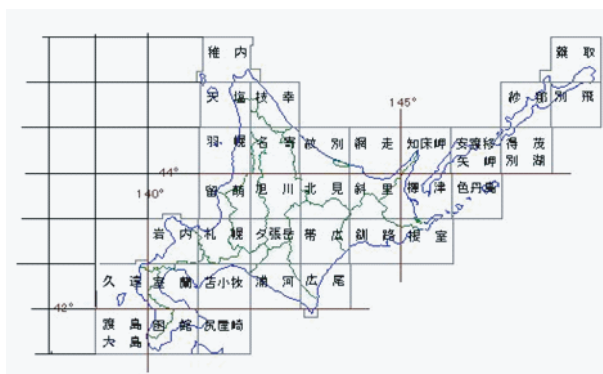 稚内 蘂取
天塩 枝幸 紗那 別飛
145°
羽幌 名寄 紋別 網走 知床岬 安渡移矢岬 得茂別湖
44°
140°
留萌 旭川 北見 斜里 標津 色丹島
岩内 札幌 夕張岳 帯広 釧路 根室
久遠 室蘭 苫小牧 浦河 広尾
42°
渡島大島 函館 尻屋崎